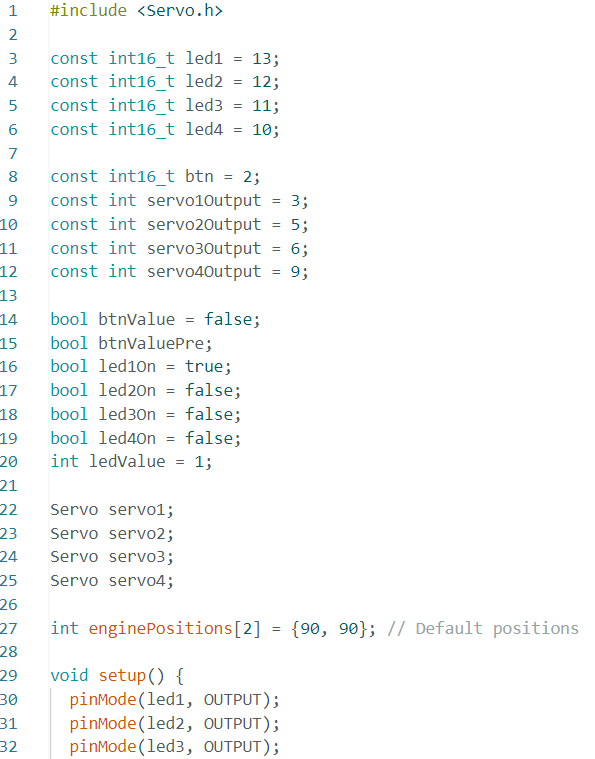 1 #include <Servo.h>
2
3 const int16_t led1 = 13;
4 const int16_t led2 = 12;
5 const int16_t led3 = 11;
6 const int16_t led4 = 10;
7
8 const int16_t btn = 2;
9 const int servo1Output = 3;
10 const int servo2Output = 5;
11 const int servo3Output = 6;
12 const int servo4Output = 9;
13
14 bool btnValue = false;
15 bool btnValuePre;
16 bool led1On = true;
17 bool led2On = false;
18 bool led3On = false;
19 bool led4On = false;
20 int ledValue = 1;
21
22 Servo servo1;
23 Servo servo2;
24 Servo servo3;
25 Servo servo4;
26
27 int enginePositions[2] = {90, 90}; // Default positions
28
29 void setup() {
30   pinMode(led1, OUTPUT);
31   pinMode(led2, OUTPUT);
32   pinMode(led3, OUTPUT);